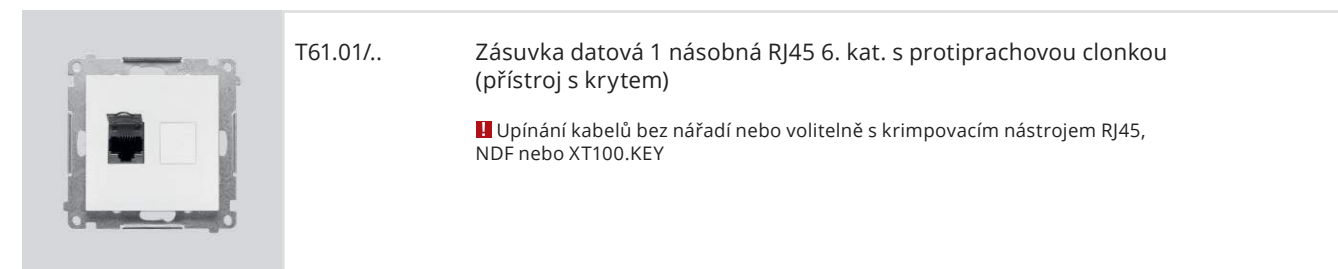 T61.01/..
Zásuvka datová 1 násobná RJ45 6. kat. s protiprachovou clonkou
(přístroj s krytem)
! Upínání kabelů bez nářadí nebo volitelně s krimpovacím nástrojem RJ45,
NDF nebo XT100.KEY